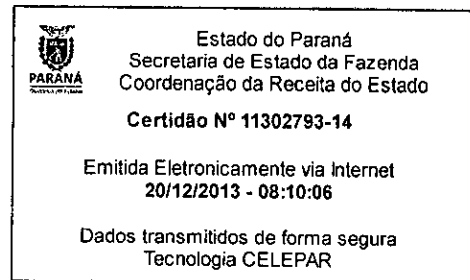 Estado do Paraná
Secretaria de Estado da Fazenda
Coordenação da Receita do Estado
PARANÁ
Certidão Nº 11302793-14
Emitida Eletronicamente via Internet
20/12/2013 - 08:10:06
Dados transmitidos de forma segura
Tecnologia CELEPAR